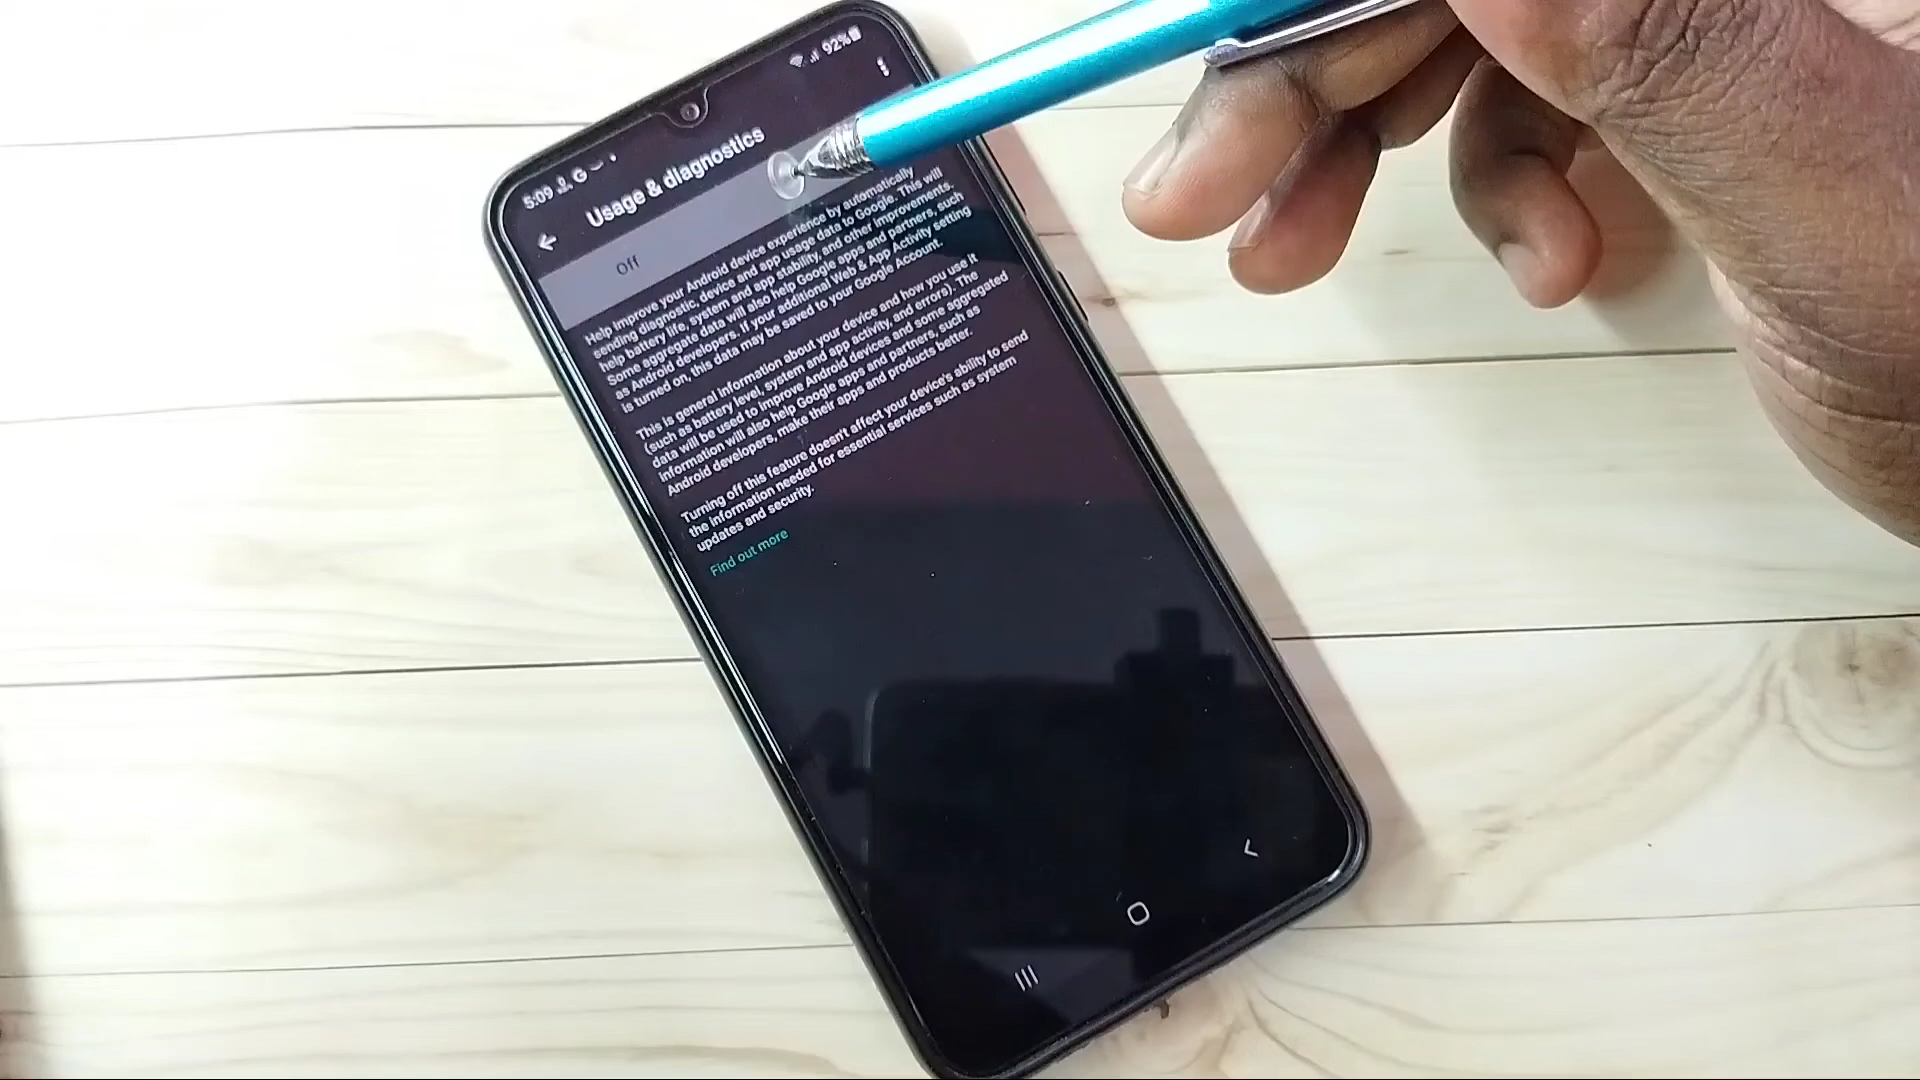 5:09 G 92%
Usage & diagnostics
Off
Help improve your Android device experience by automatically
sending diagnostic, device and app usage data to Google. This will
help battery life, system and app stability, and other improvements.
Some aggregate data will also help Google apps and partners, such
as Android developers. If your additional Web & App Activity setting
is turned on, this data may be saved to your Google Account.
This is general information about your device and how you use it
(such as battery level, system and app activity, and errors). The
data will be used to improve Android devices and some aggregated
information will also help Google apps and partners, such as
Android developers, make their apps and products better.
Turning off this feature doesn't affect your device's ability to send
the information needed for essential services such as system
updates and security.
Find out more